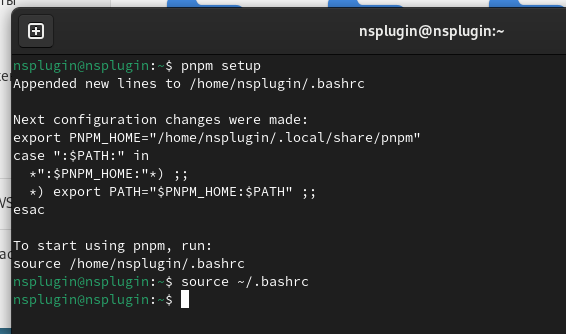 nsplugin@nsplugin:~
nsplugin@nsplugin:~$ pnpm setup
Appended new lines to /home/nsplugin/.bashrc

Next configuration changes were made:
export PNPM_HOME="/home/nsplugin/.local/share/pnpm"
case ":$PATH:" in
  *":$PNPM_HOME:"*) ;;
  *) export PATH="$PNPM_HOME:$PATH" ;;
esac

To start using pnpm, run:
source /home/nsplugin/.bashrc
nsplugin@nsplugin:~$ source ~/.bashrc
nsplugin@nsplugin:~$